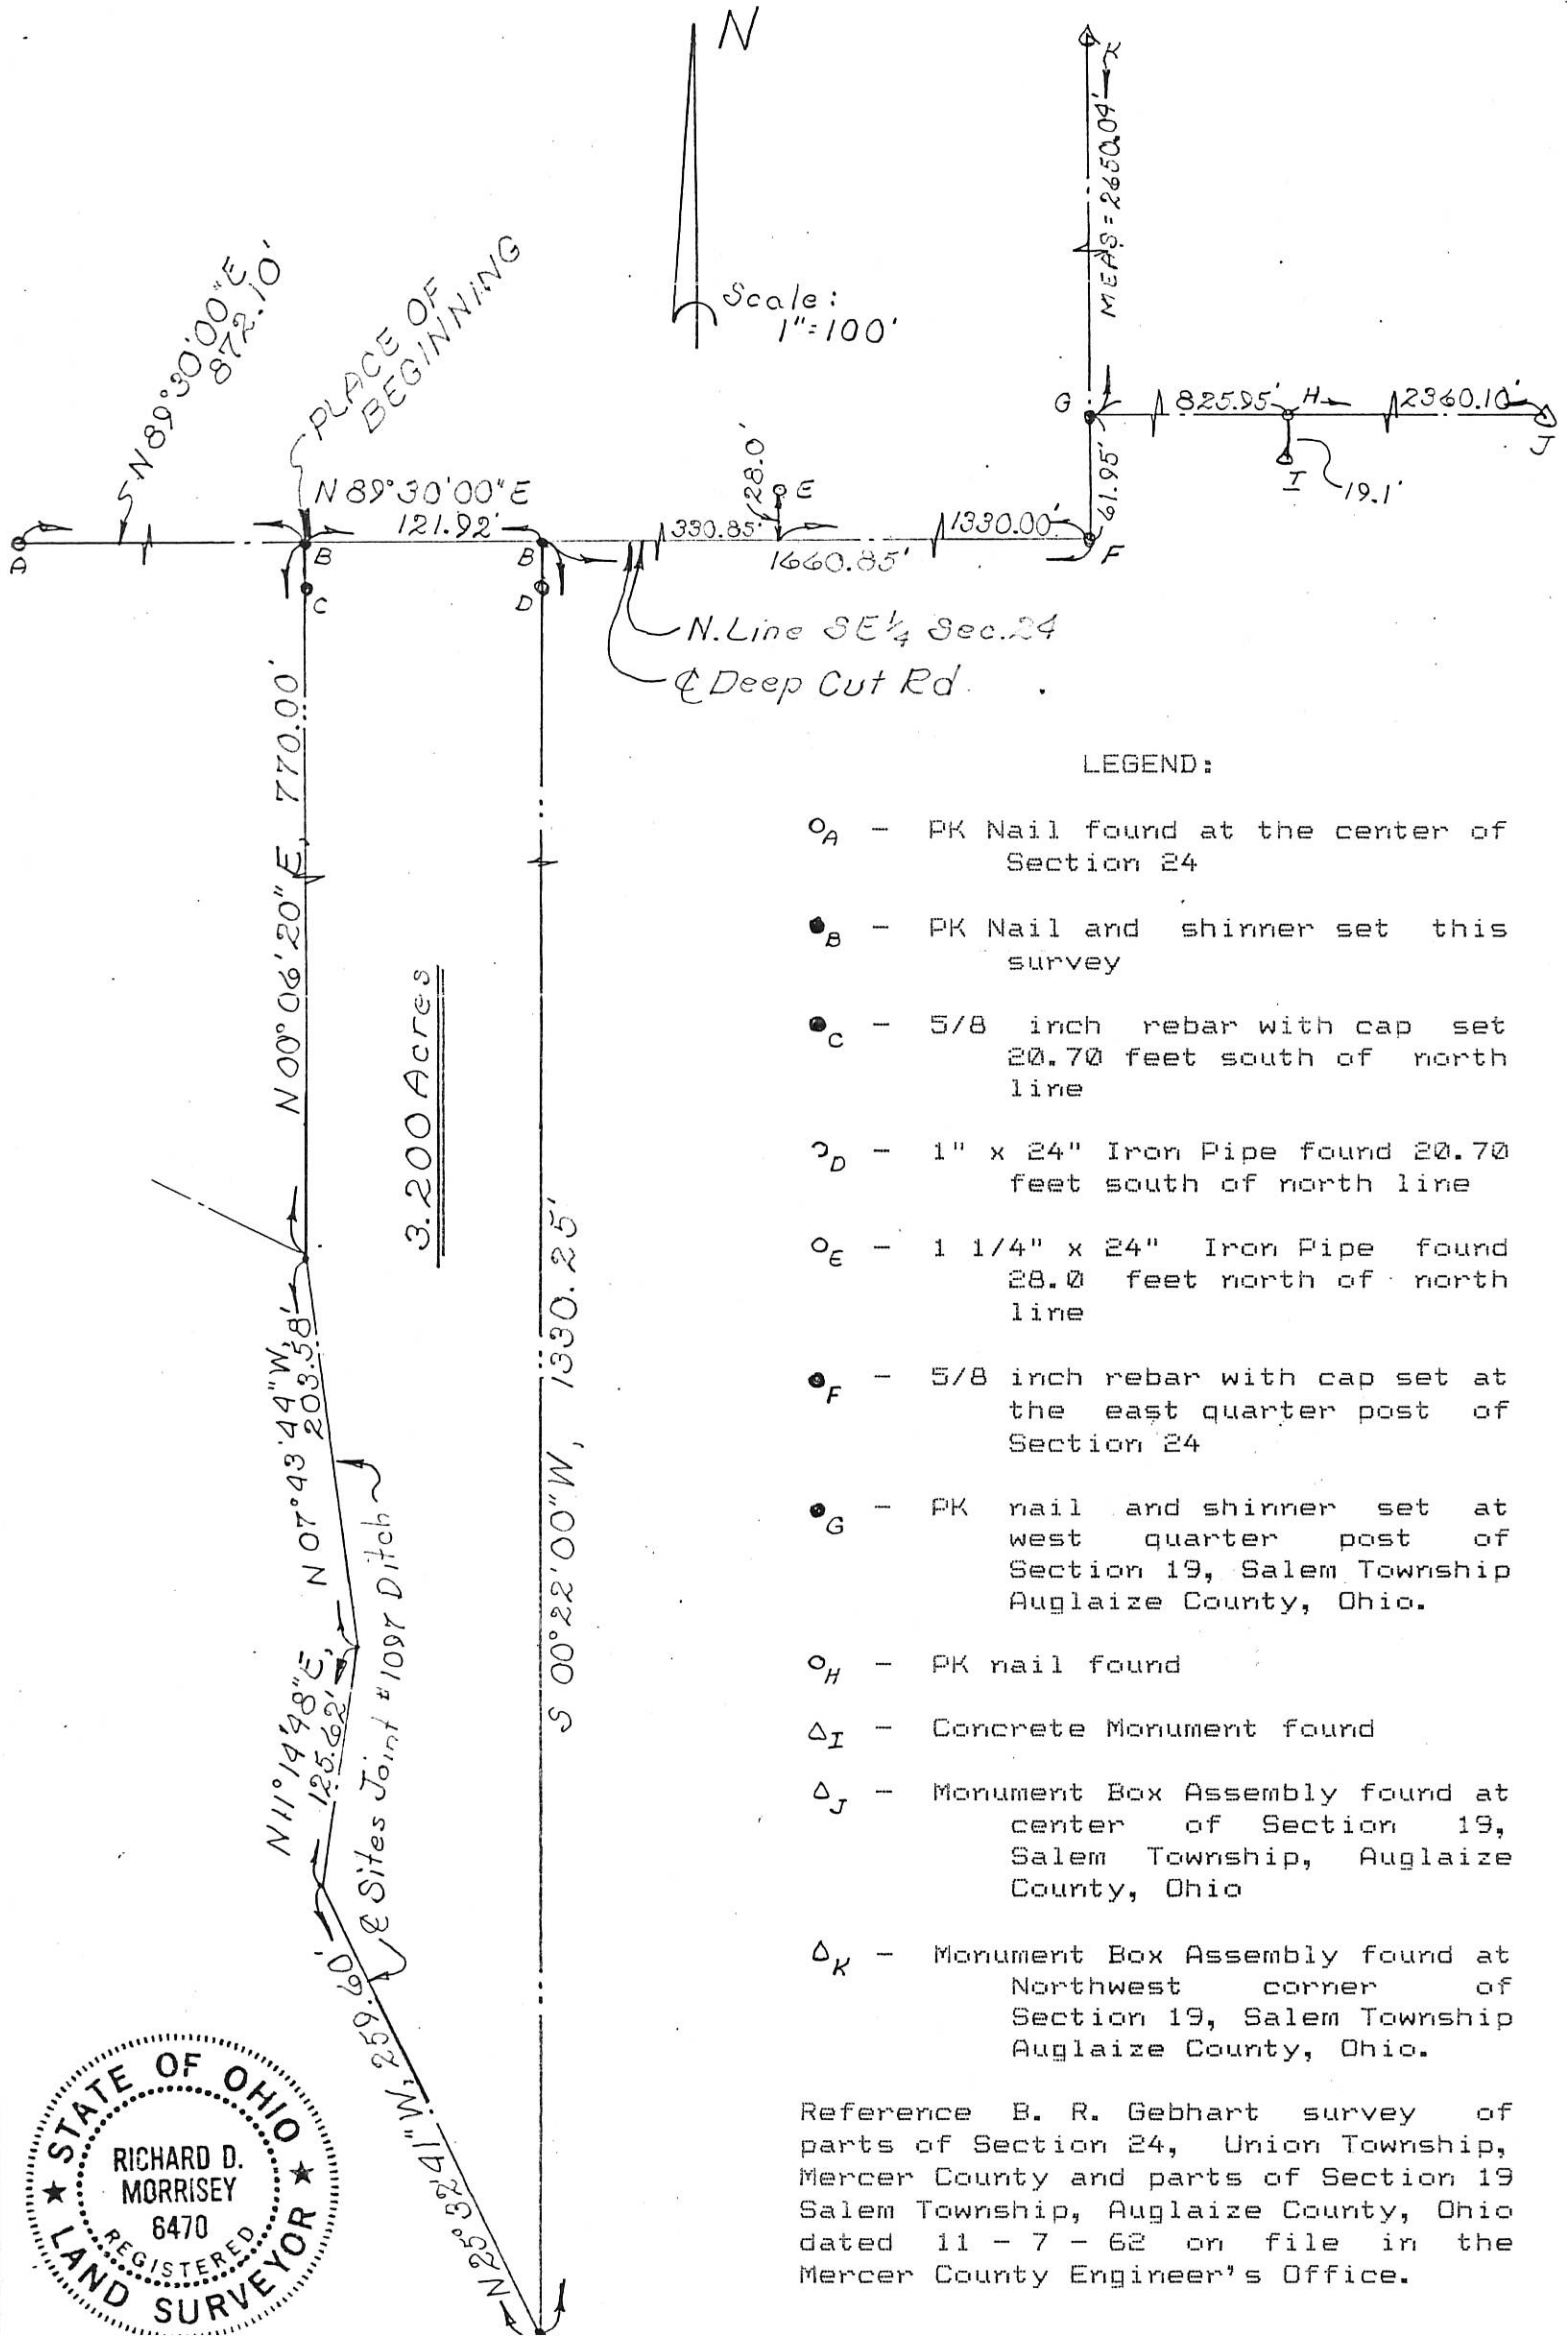 N
K
MEAS = 2650.04'
Scale:
1"=100'
N 89°30'00"E
872.10'
PLACE OF
BEGINNING
G
825.95'
H
2360.10'
J
I
19.1'
61.95'
N 89°30'00"E
121.92'
28.0'
E
330.85'
1330.00'
1660.85'
A
B
B
F
C
D
N. Line SE 1/4 Sec. 24
℄ Deep Cut Rd.
N 00°06'20"E, 770.00'
3.200 Acres
S 00°22'00"W, 1330.25'
N 07°43'44"W,
203.58'
N 11°14'48"E,
125.62'
℄ Sites Joint #1097 Ditch
N 25°32'41"W, 259.60'
LEGEND:
A - PK Nail found at the center of
Section 24
B - PK Nail and shinner set this
survey
C - 5/8 inch rebar with cap set
20.70 feet south of north
line
D - 1" x 24" Iron Pipe found 20.70
feet south of north line
E - 1 1/4" x 24" Iron Pipe found
28.0 feet north of north
line
F - 5/8 inch rebar with cap set at
the east quarter post of
Section 24
G - PK nail and shinner set at
west quarter post of
Section 19, Salem Township
Auglaize County, Ohio.
H - PK nail found
I - Concrete Monument found
J - Monument Box Assembly found at
center of Section 19,
Salem Township, Auglaize
County, Ohio
K - Monument Box Assembly found at
Northwest corner of
Section 19, Salem Township
Auglaize County, Ohio.
Reference B. R. Gebhart survey of
parts of Section 24, Union Township,
Mercer County and parts of Section 19
Salem Township, Auglaize County, Ohio
dated 11 - 7 - 62 on file in the
Mercer County Engineer's Office.
STATE OF OHIO
RICHARD D.
MORRISEY
6470
REGISTERED
LAND SURVEYOR